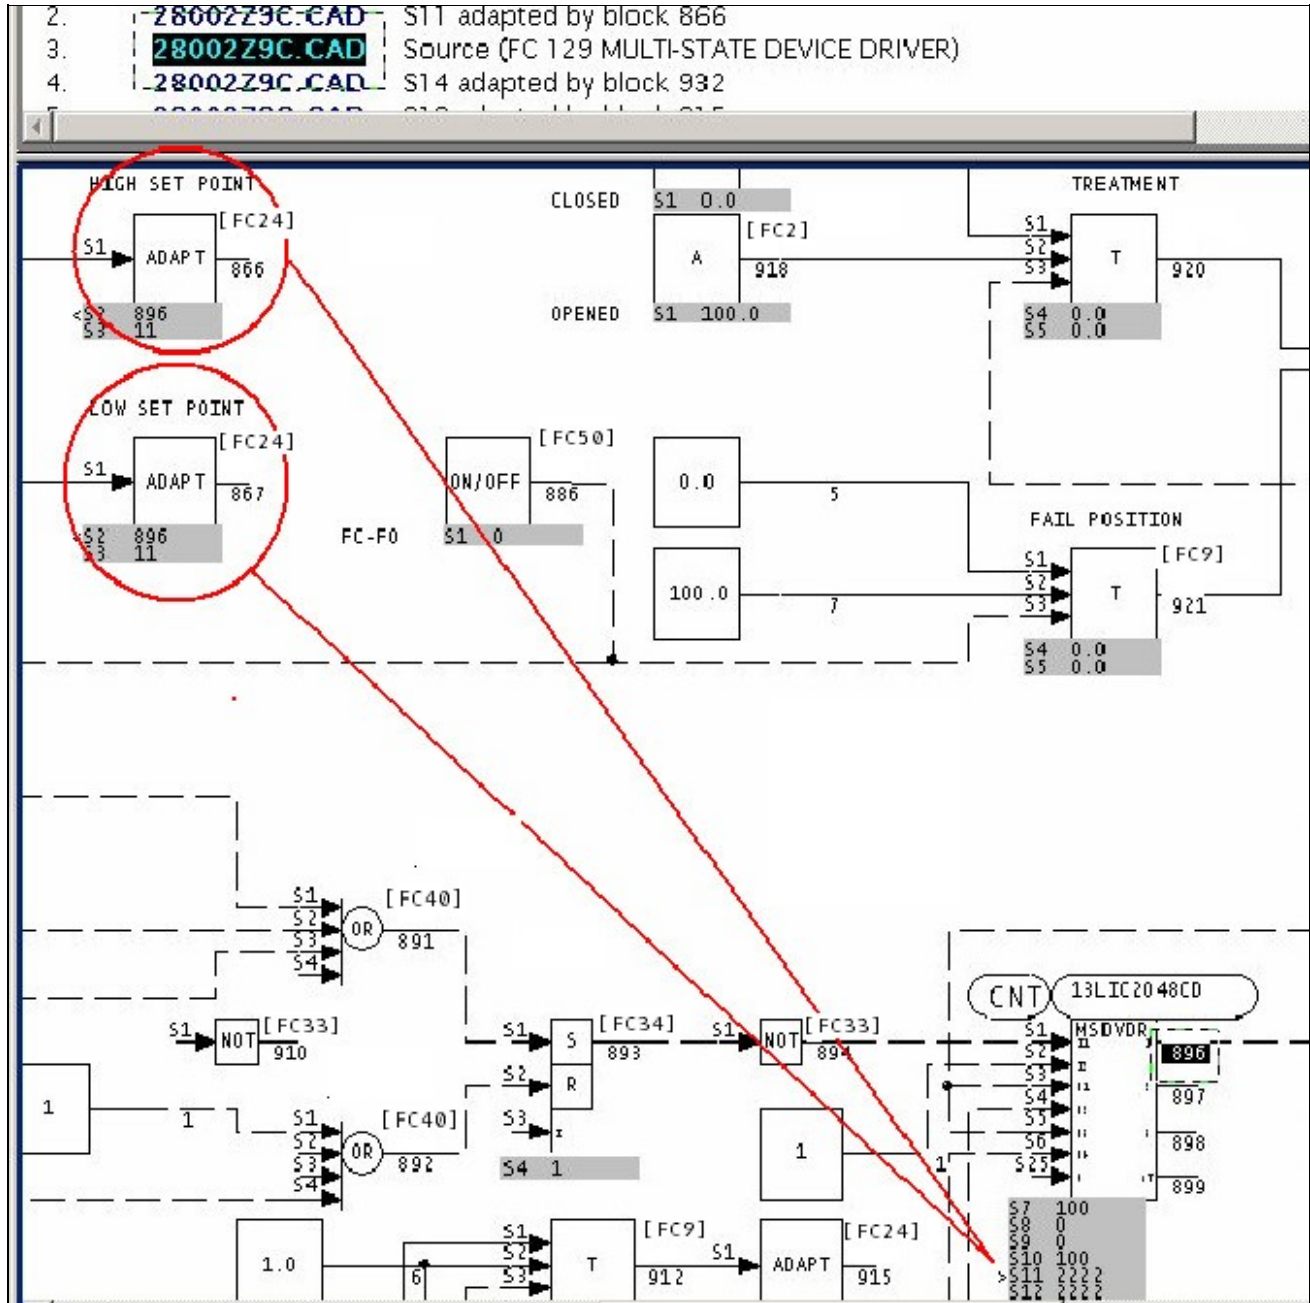 2. 28002Z9C.CAD S11 adapted by block 866
3. 28002Z9C.CAD Source (FC 129 MULTI-STATE DEVICE DRIVER)
4. 28002Z9C.CAD S14 adapted by block 932
HIGH SET POINT
[FC24]
S1 ADAPT 866
<S2 896
S3 11
CLOSED S1 0.0
[FC2]
A 918
OPENED S1 100.0
TREATMENT
S1
S2
S3
T 920
S4 0.0
S5 0.0
LOW SET POINT
[FC24]
S1 ADAPT 867
<S2 896
S3 11
[FC50]
ON/OFF 886
FC-FO S1 0
0.0 5
100.0 7
FAIL POSITION
[FC9]
S1
S2
S3
T 921
S4 0.0
S5 0.0
[FC40]
S1
S2
S3
S4
OR 891
S1 NOT [FC33]
910
1 1
[FC40]
S1
S2
S3
S4
OR 892
[FC34]
S1 S 893
S2 R
S3
S4 1
[FC33]
S1 NOT 894
1 1
CNT 13LIC2048CD
MSDVDR
S1
S2
S3
S4
S5
S6
S25
896
897
898
899
S7 100
S8 0
S9 0
S10 100
>S11 2222
S12 2222
1.0 6
[FC9]
S1
S2
S3
T 912
[FC24]
S1 ADAPT 915